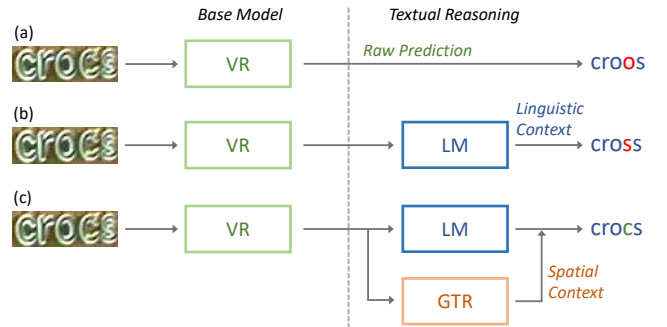 Base Model Textual Reasoning
(a)
crocs VR Raw Prediction croos
(b)
crocs VR LM Linguistic Context cross
(c)
crocs VR LM crocs
GTR Spatial Context